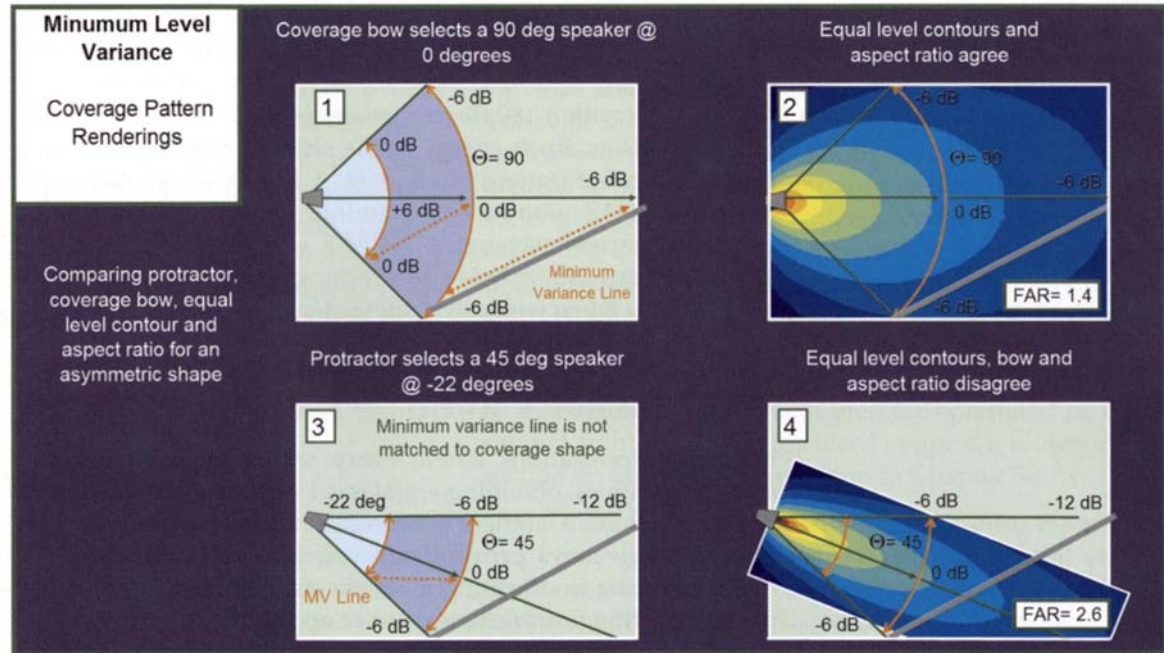 Minumum Level
Variance
Coverage Pattern
Renderings
Comparing protractor,
coverage bow, equal
level contour and
aspect ratio for an
asymmetric shape
Coverage bow selects a 90 deg speaker @
0 degrees
1
-6 dB
0 dB
Θ= 90
-6 dB
+6 dB
0 dB
0 dB
Minimum
Variance Line
-6 dB
Equal level contours and
aspect ratio agree
2
-6 dB
Θ= 90
-6 dB
0 dB
-6 dB
FAR= 1.4
Protractor selects a 45 deg speaker
@ -22 degrees
3
Minimum variance line is not
matched to coverage shape
-22 deg
-6 dB
-12 dB
Θ= 45
0 dB
MV Line
-6 dB
Equal level contours, bow and
aspect ratio disagree
4
-6 dB
-12 dB
Θ= 45
0 dB
-6 dB
FAR= 2.6